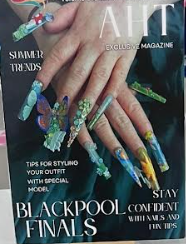 AHT
EXCLUSIVE MAGAZINE
SUMMER
TRENDS
TIPS FOR STYLING
YOUR OUTFIT
WITH SPECIAL
MODEL
STAY
CONFIDENT
WITH NAILS AND
FUN TIPS
BLACKPOOL
FINALS